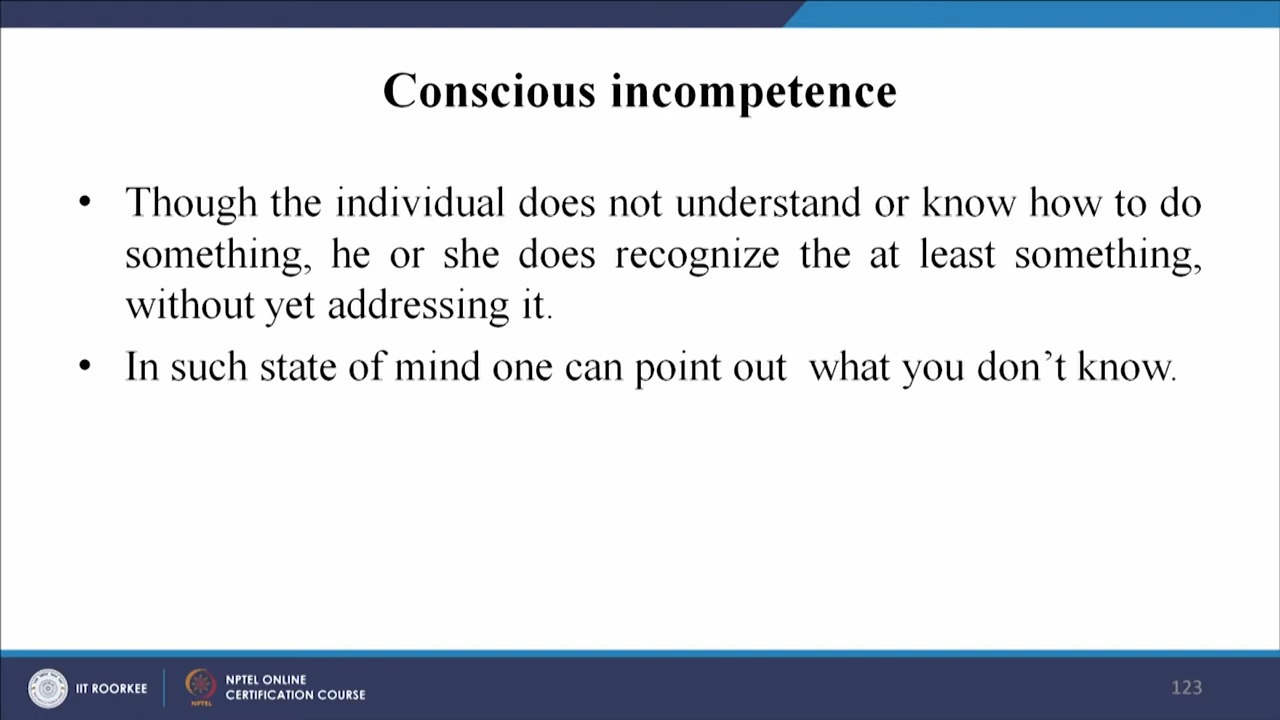 Conscious incompetence
• Though the individual does not understand or know how to do
something, he or she does recognize the at least something,
without yet addressing it.
• In such state of mind one can point out  what you don’t know.
IIT ROORKEE
NPTEL
NPTEL ONLINE
CERTIFICATION COURSE
123